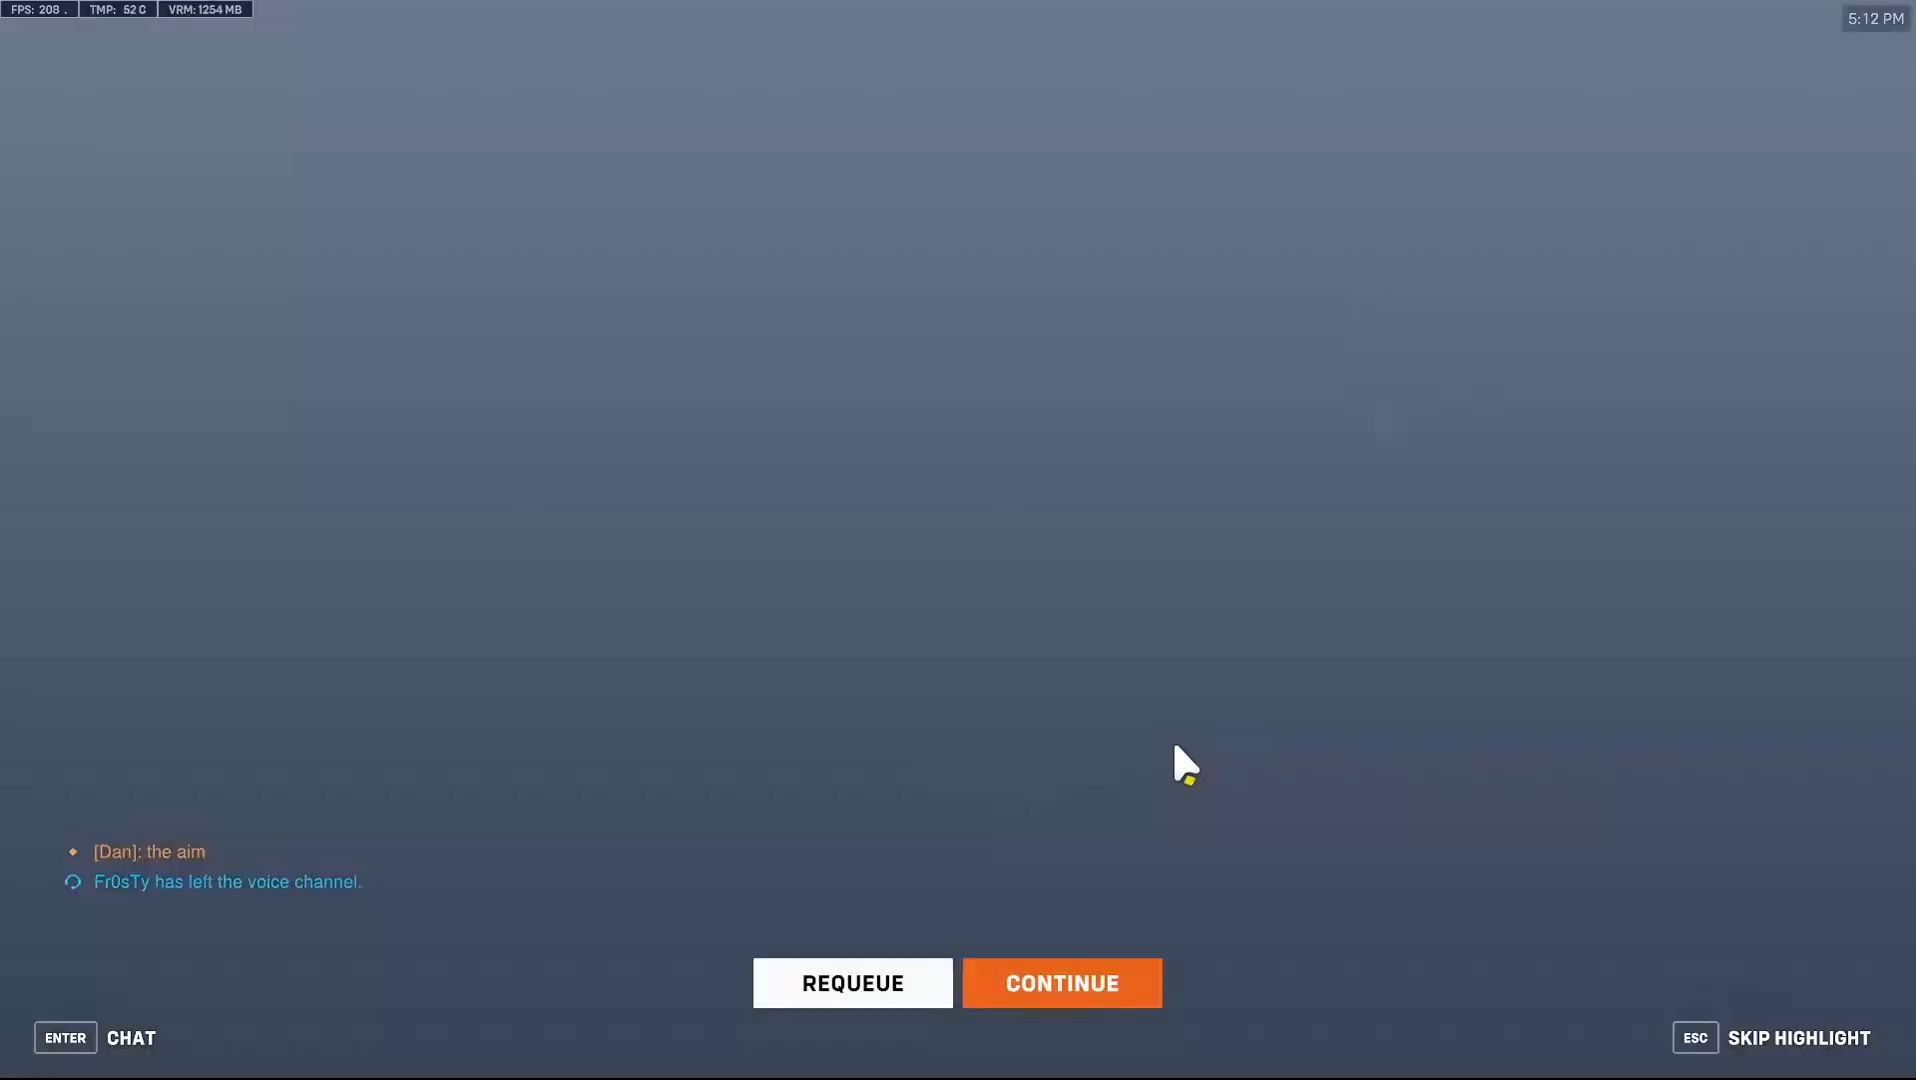 FPS: 208 . TMP: 52 C VRM: 1254 MB
5:12 PM
[Dan]: the aim
Fr0sTy has left the voice channel.
REQUEUE CONTINUE
ENTER CHAT
ESC SKIP HIGHLIGHT